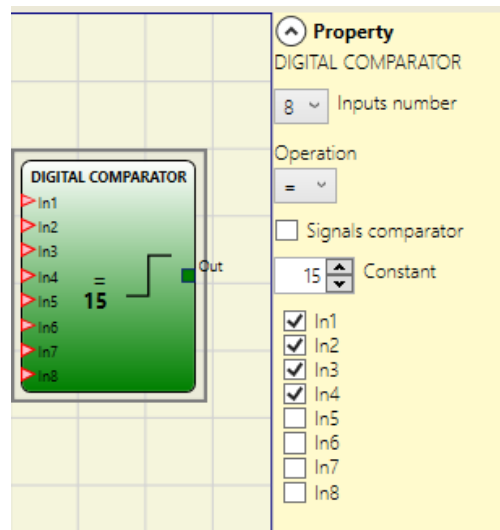 DIGITAL COMPARATOR
In1
In2
In3
In4
In5
In6
In7
In8
=
15
Out
Property
DIGITAL COMPARATOR
8 Inputs number
Operation
=
Signals comparator
15 Constant
In1
In2
In3
In4
In5
In6
In7
In8